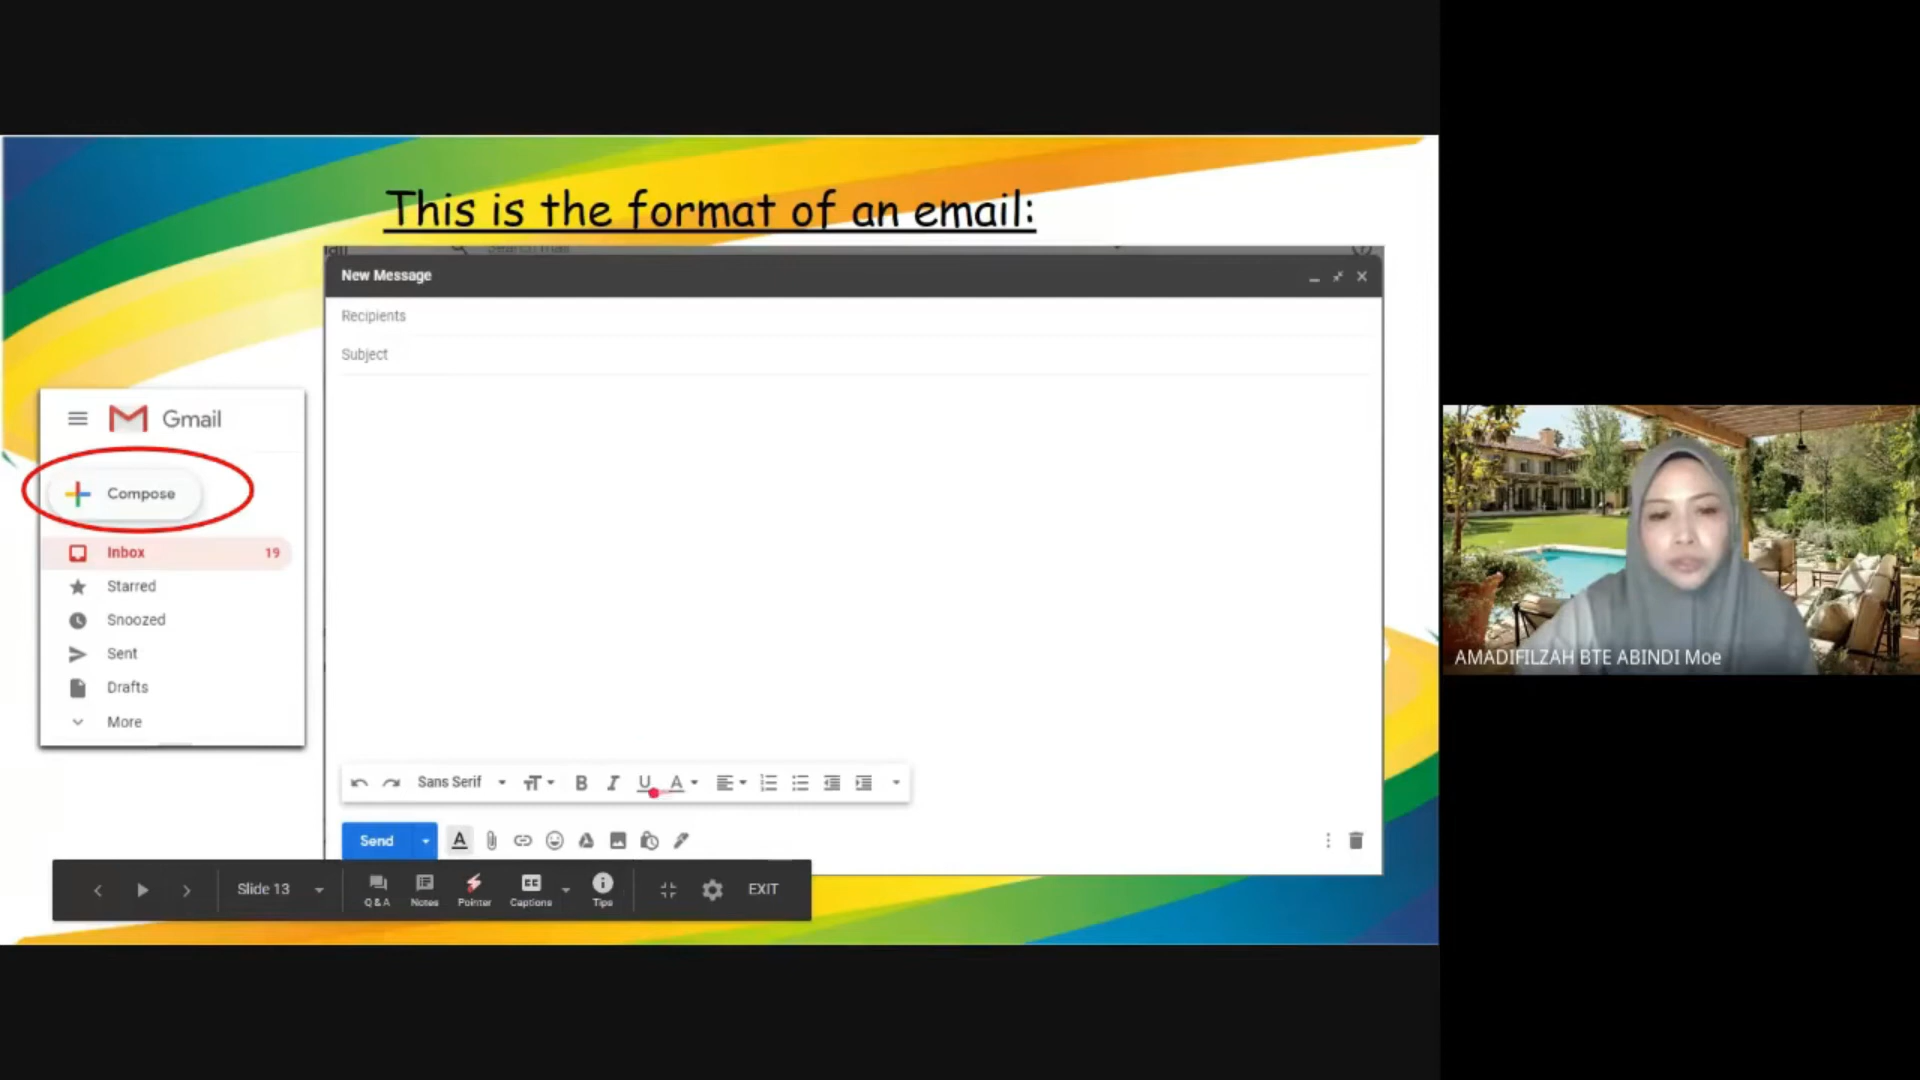 This is the format of an email:
New Message
Recipients
Subject
Gmail
Compose
Inbox 19
Starred
Snoozed
Sent
Drafts
More
Sans Serif
Send
Slide 13
Q & A Notes Pointer Captions Tips EXIT
AMADIFILZAH BTE ABINDI Moe